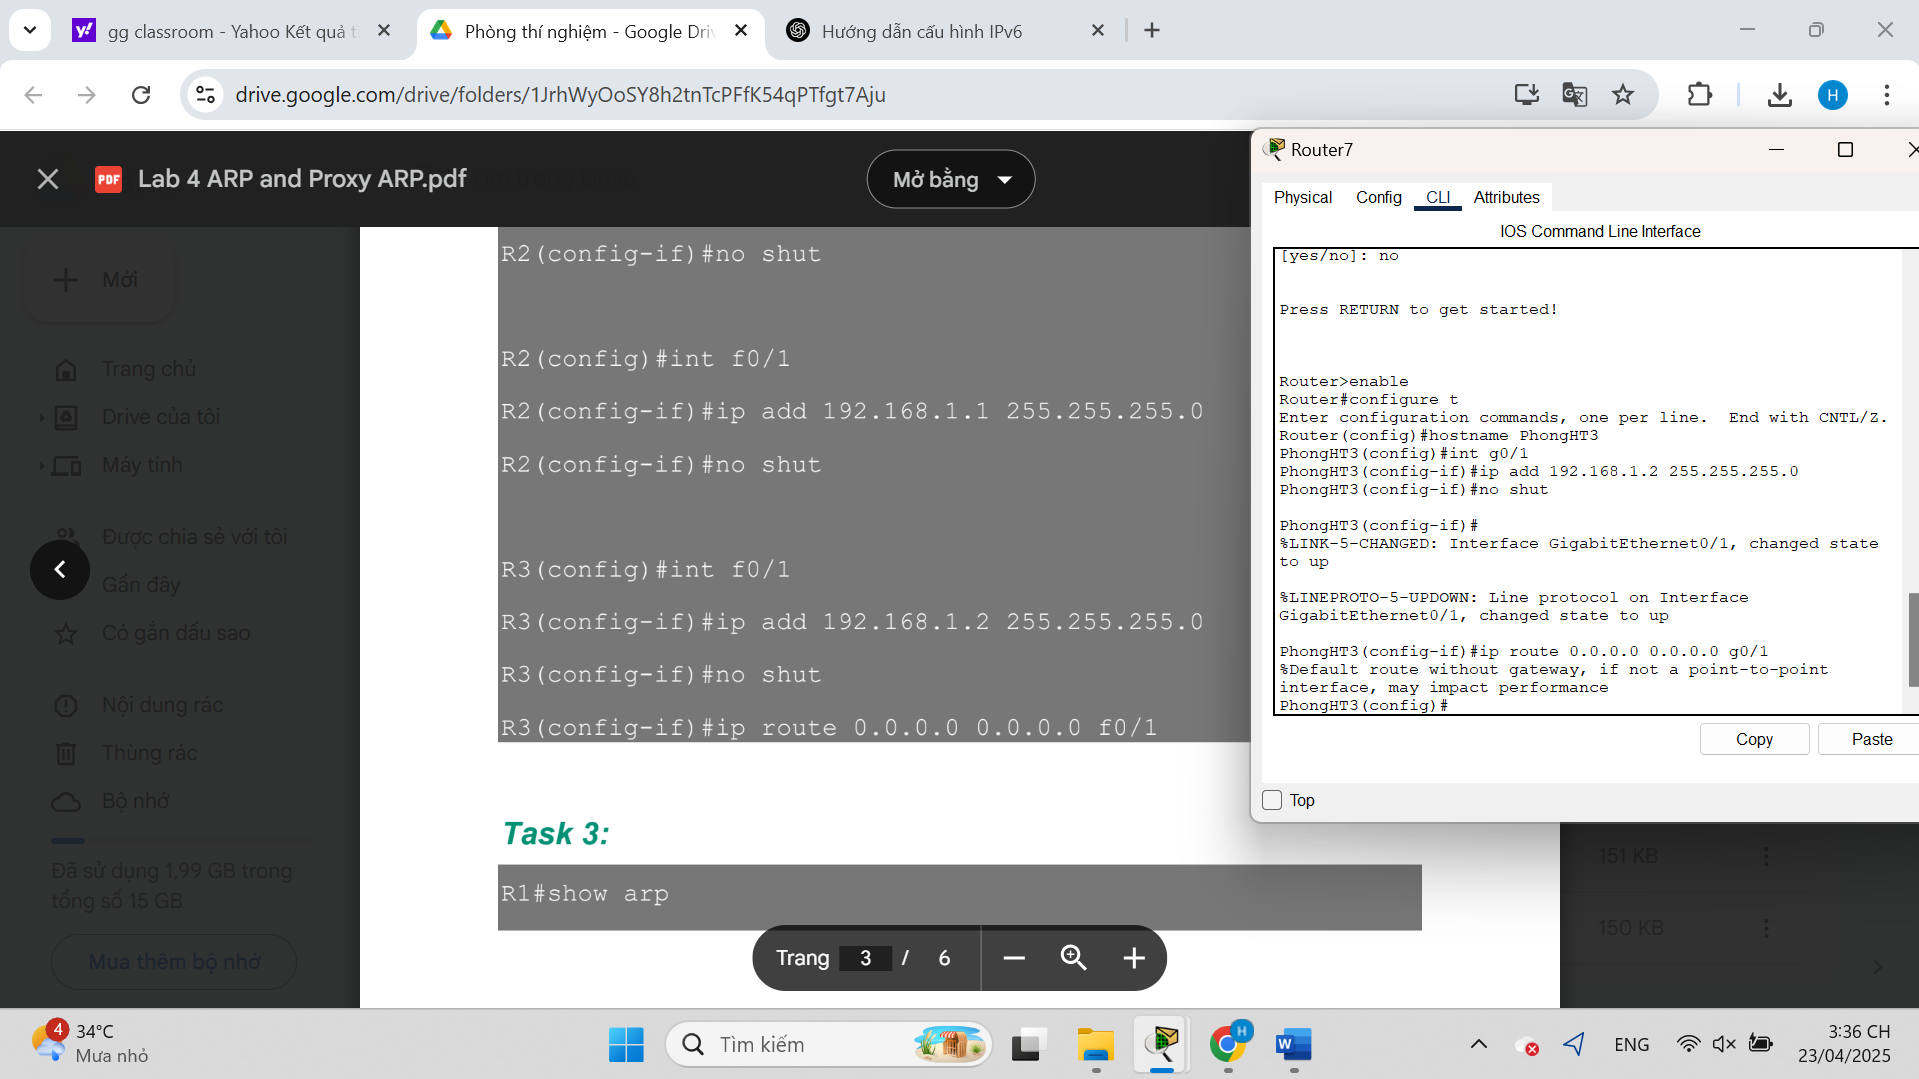 gg classroom - Yahoo Kết quả t
Phòng thí nghiệm - Google Driv
Hướng dẫn cấu hình IPv6
drive.google.com/drive/folders/1JrhWyOoSY8h2tnTcPFfK54qPTfgt7Aju
H
PDF
Lab 4 ARP and Proxy ARP.pdf
Mở bằng
Mới
Trang chủ
Drive của tôi
Máy tính
Được chia sẻ với tôi
Gần đây
Có gắn dấu sao
Nội dung rác
Thùng rác
Bộ nhớ
Đã sử dụng 1,99 GB trong
tổng số 15 GB
Mua thêm bộ nhớ
R2(config-if)#no shut
R2(config)#int f0/1
R2(config-if)#ip add 192.168.1.1 255.255.255.0
R2(config-if)#no shut
R3(config)#int f0/1
R3(config-if)#ip add 192.168.1.2 255.255.255.0
R3(config-if)#no shut
R3(config-if)#ip route 0.0.0.0 0.0.0.0 f0/1
Task 3:
R1#show arp
Trang 3 / 6
Router7
Physical Config CLI Attributes
IOS Command Line Interface
[yes/no]: no
Press RETURN to get started!
Router>enable
Router#configure t
Enter configuration commands, one per line. End with CNTL/Z.
Router(config)#hostname PhongHT3
PhongHT3(config)#int g0/1
PhongHT3(config-if)#ip add 192.168.1.2 255.255.255.0
PhongHT3(config-if)#no shut
PhongHT3(config-if)#
%LINK-5-CHANGED: Interface GigabitEthernet0/1, changed state
to up
%LINEPROTO-5-UPDOWN: Line protocol on Interface
GigabitEthernet0/1, changed state to up
PhongHT3(config-if)#ip route 0.0.0.0 0.0.0.0 g0/1
%Default route without gateway, if not a point-to-point
interface, may impact performance
PhongHT3(config)#
Copy Paste
Top
151 KB
150 KB
4
34°C
Mưa nhỏ
Tìm kiếm
H
W
ENG
3:36 CH
23/04/2025